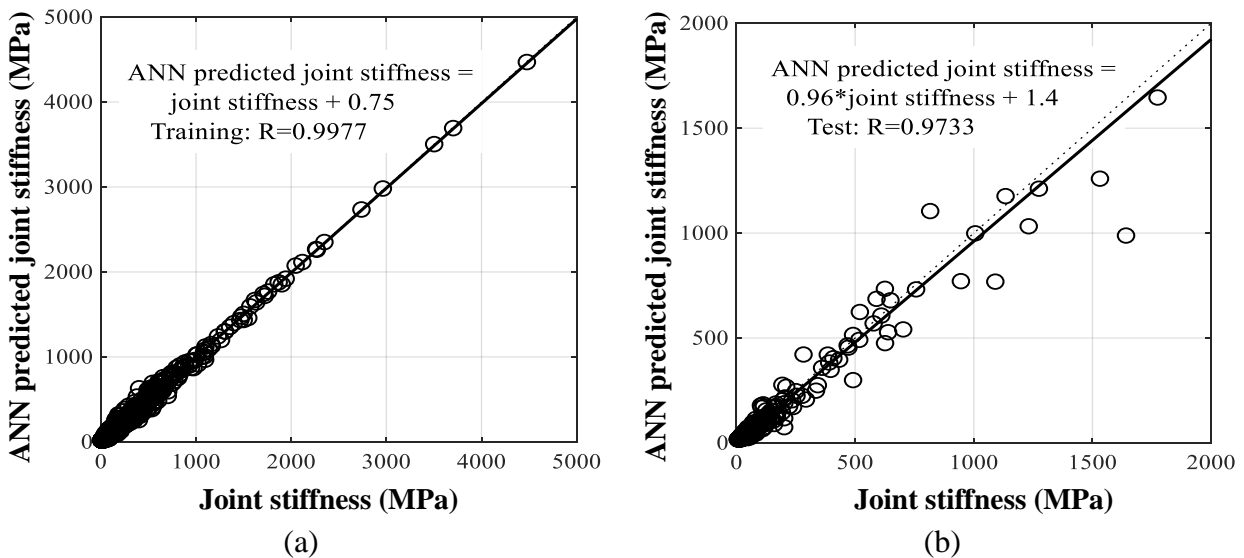 ANN predicted joint stiffness (MPa)
5000
4000
3000
2000
1000
0
ANN predicted joint stiffness =
joint stiffness + 0.75
Training: R=0.9977
0 1000 2000 3000 4000 5000
Joint stiffness (MPa)
(a)
ANN predicted joint stiffness (MPa)
2000
1500
1000
500
0
ANN predicted joint stiffness =
0.96*joint stiffness + 1.4
Test: R=0.9733
0 500 1000 1500 2000
Joint stiffness (MPa)
(b)